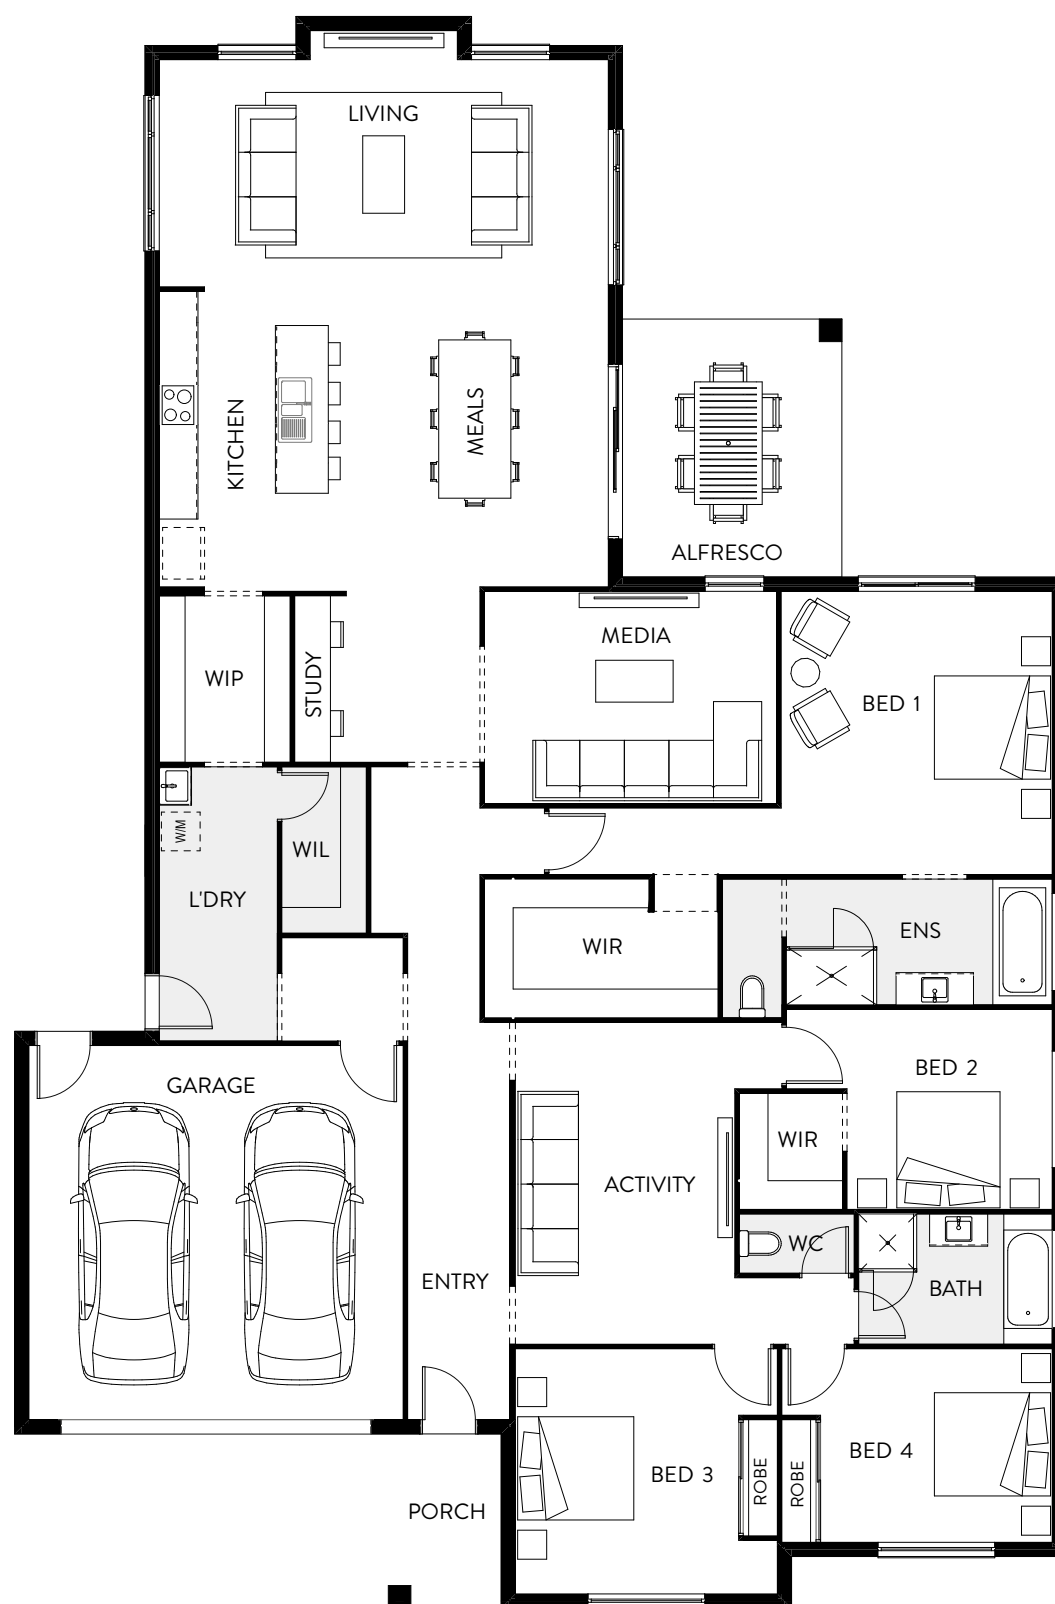 LIVING
KITCHEN
MEALS
ALFRESCO
WIP
STUDY
MEDIA
BED 1
W/M
WIL
L'DRY
WIR
ENS
GARAGE
BED 2
WIR
ACTIVITY
WC
ENTRY
BATH
BED 3
ROBE
ROBE
BED 4
PORCH